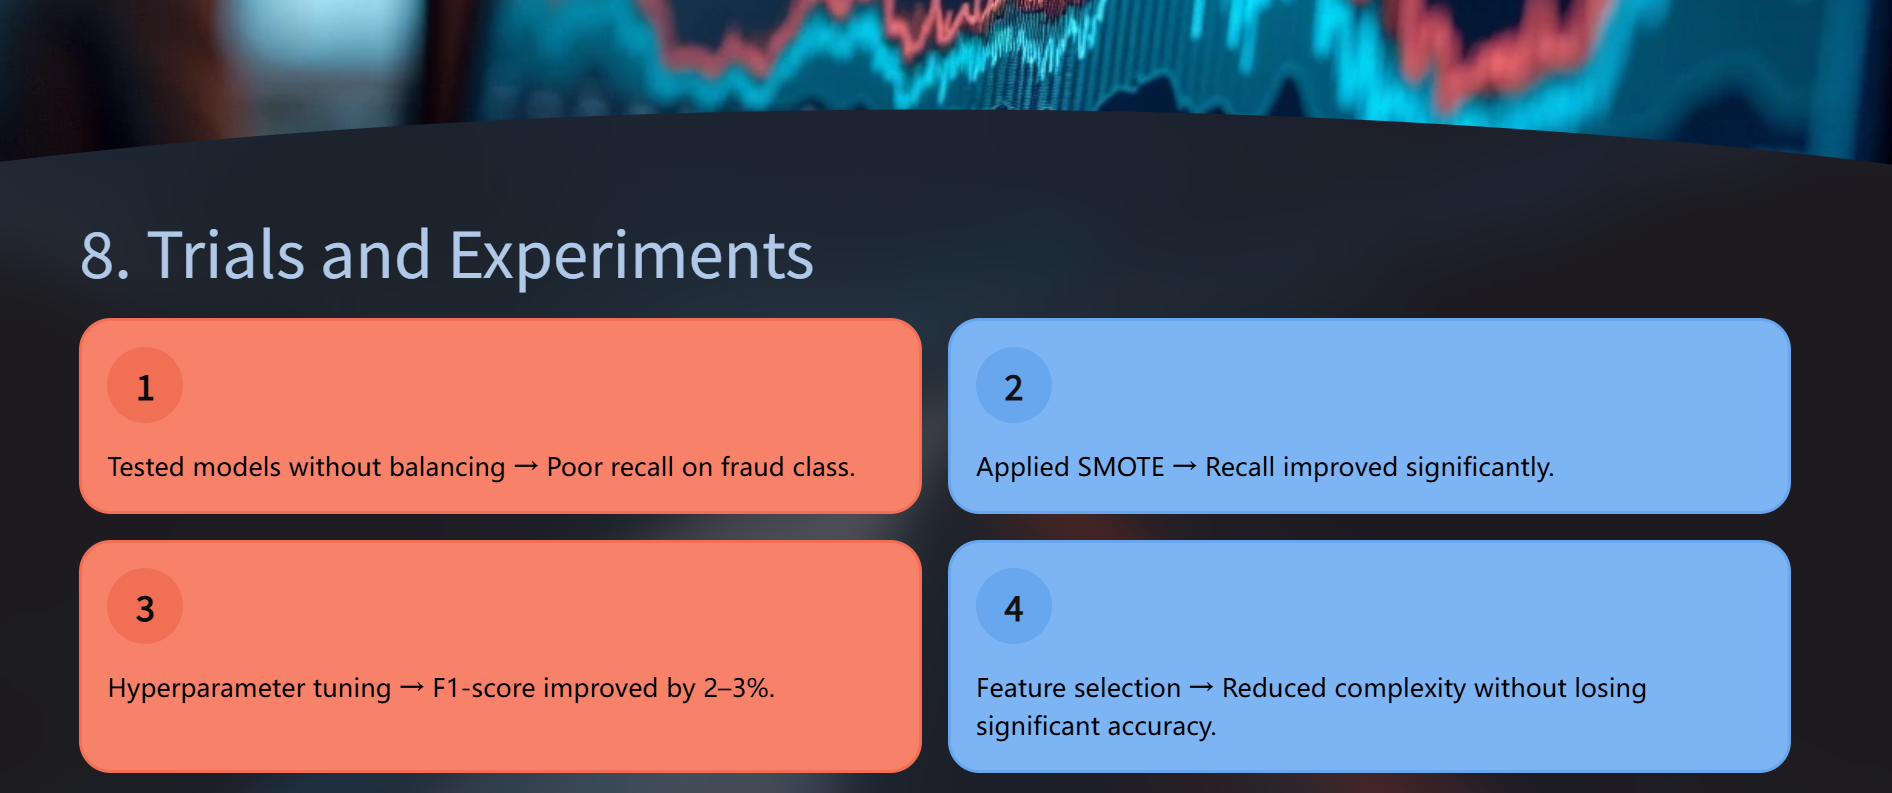 8. Trials and Experiments
1
Tested models without balancing → Poor recall on fraud class.
2
Applied SMOTE → Recall improved significantly.
3
Hyperparameter tuning → F1-score improved by 2–3%.
4
Feature selection → Reduced complexity without losing
significant accuracy.